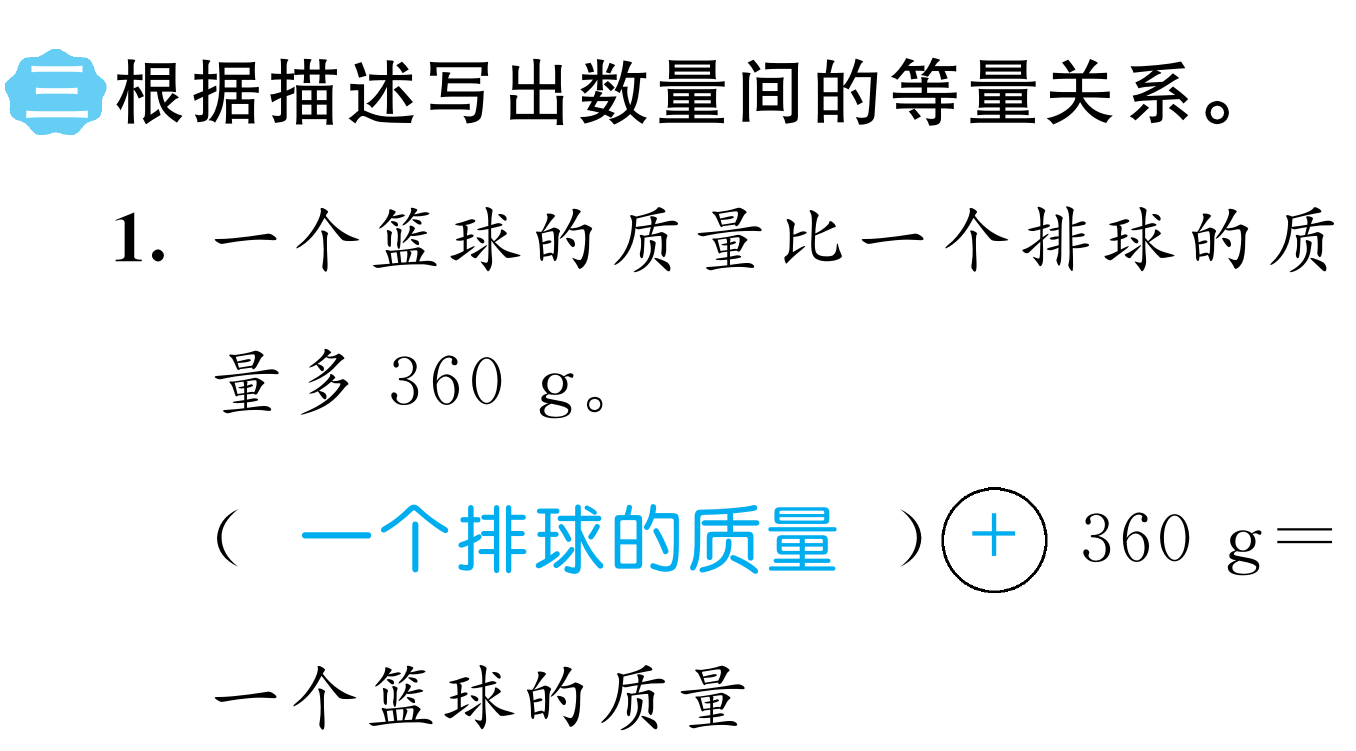 三 根据描述写出数量间的等量关系。
1. 一个篮球的质量比一个排球的质
量多 360 g。
( 一个排球的质量 ) + 360 g=
一个篮球的质量